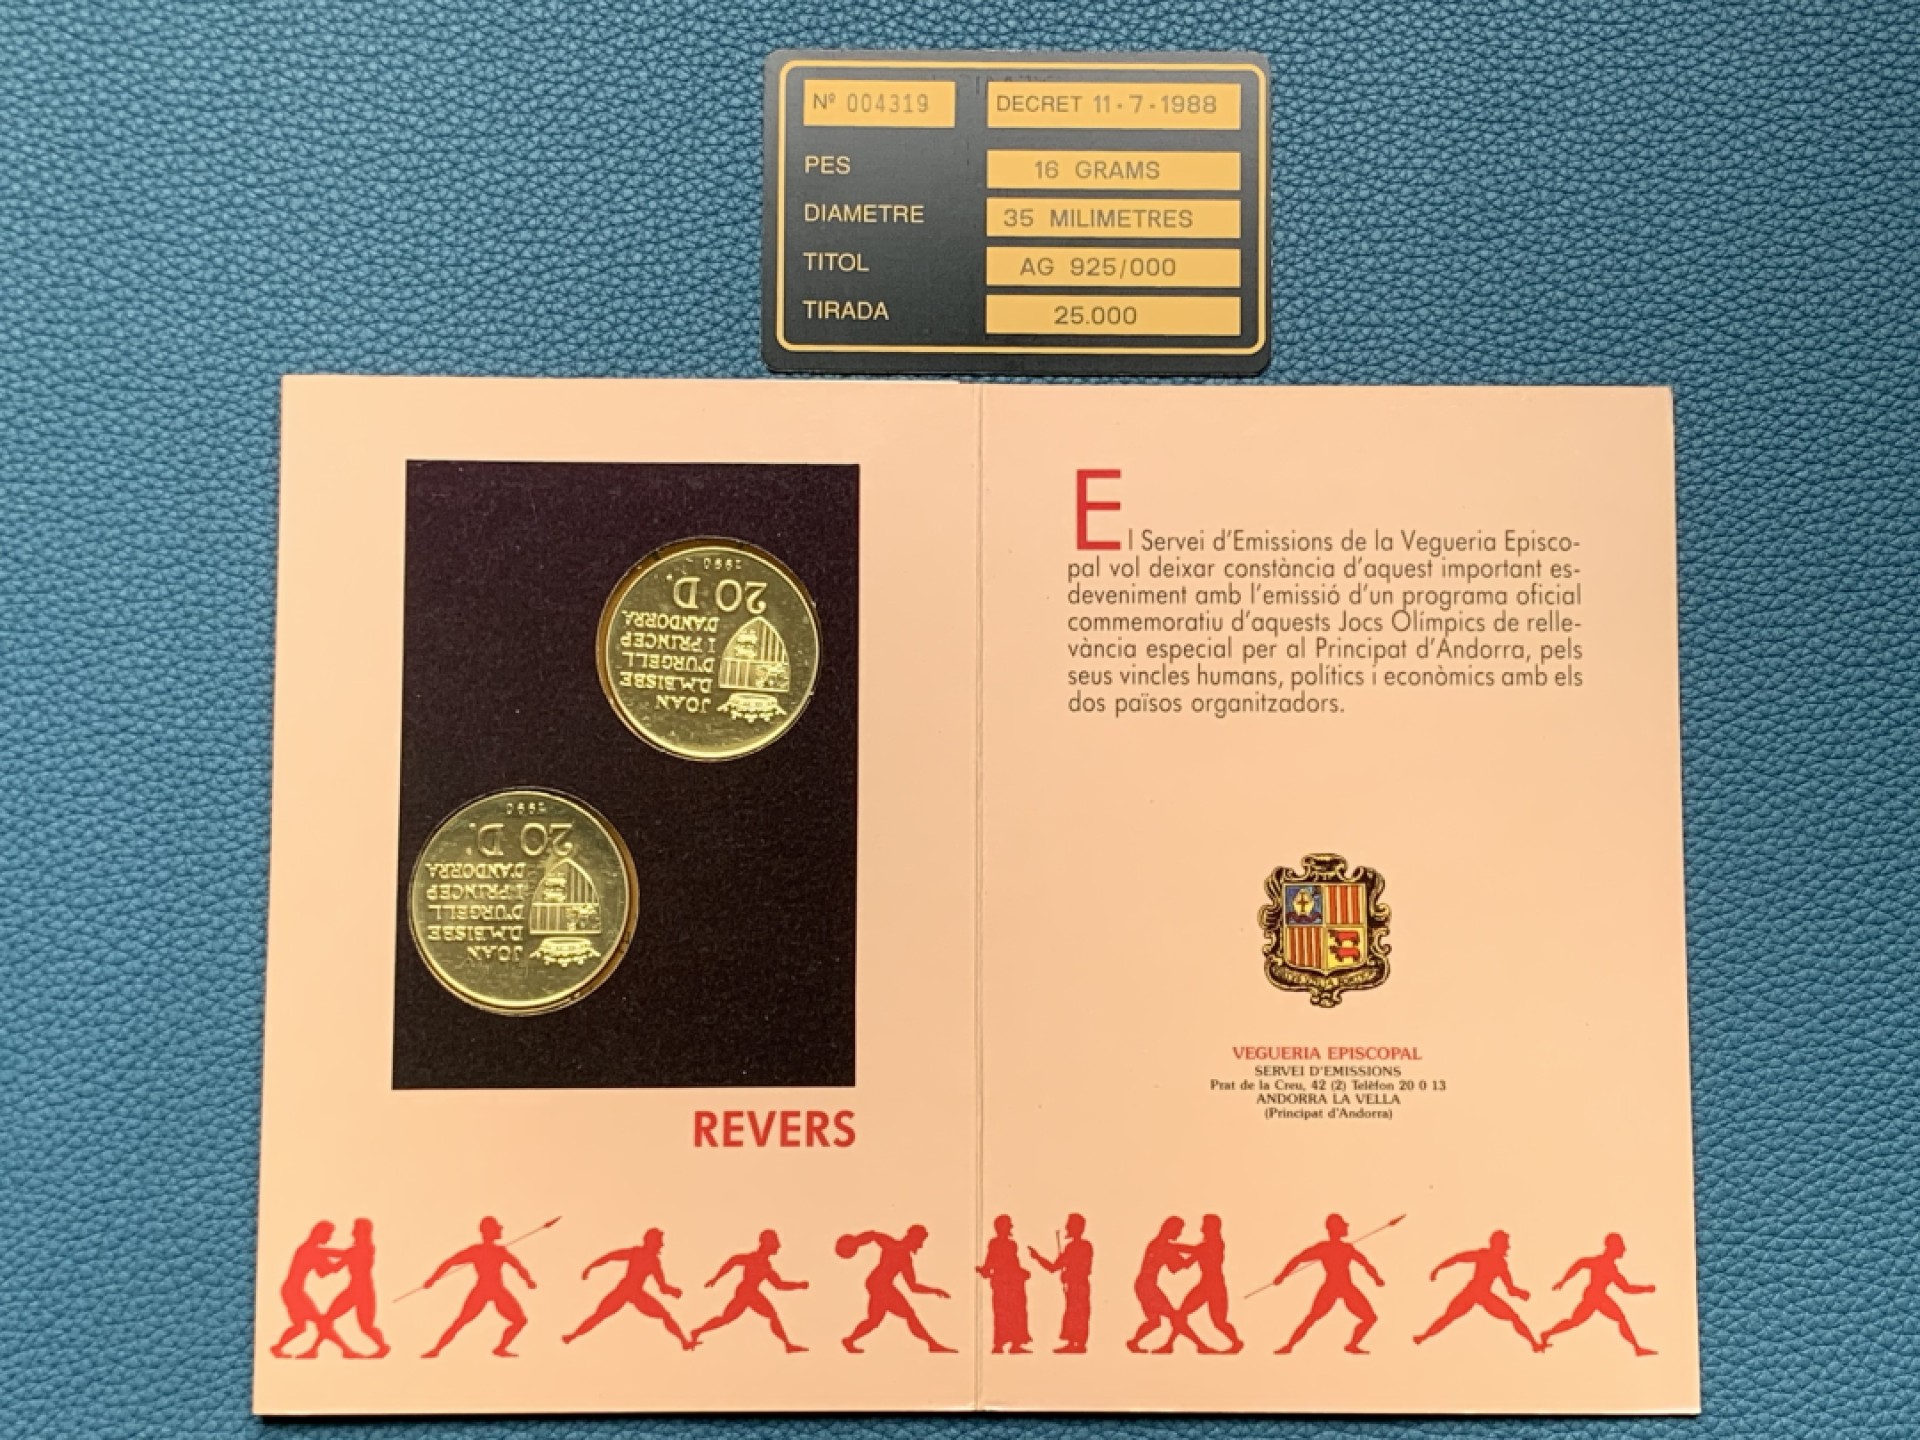 Nº 004319
DECRET 11-7-1988
PES 16 GRAMS
DIAMETRE 35 MILIMETRES
TITOL AG 925/000
TIRADA 25.000
JOAN
D.M.BISBE
D'URGELL
I PRINCEP
D'ANDORRA
20 D.
1990
JOAN
D.M.BISBE
D'URGELL
I PRINCEP
D'ANDORRA
20 D.
1990
REVERS
El Servei d'Emissions de la Vegueria Episco-
pal vol deixar constància d'aquest important es-
deveniment amb l'emissió d'un programa oficial
commemoratiu d'aquests Jocs Olímpics de relle-
vància especial per al Principat d'Andorra, pels
seus vincles humans, polítics i econòmics amb els
dos països organitzadors.
VEGUERIA EPISCOPAL
SERVEI D'EMISSIONS
Prat de la Creu, 42 (2) Telèfon 20 0 13
ANDORRA LA VELLA
(Principat d'Andorra)